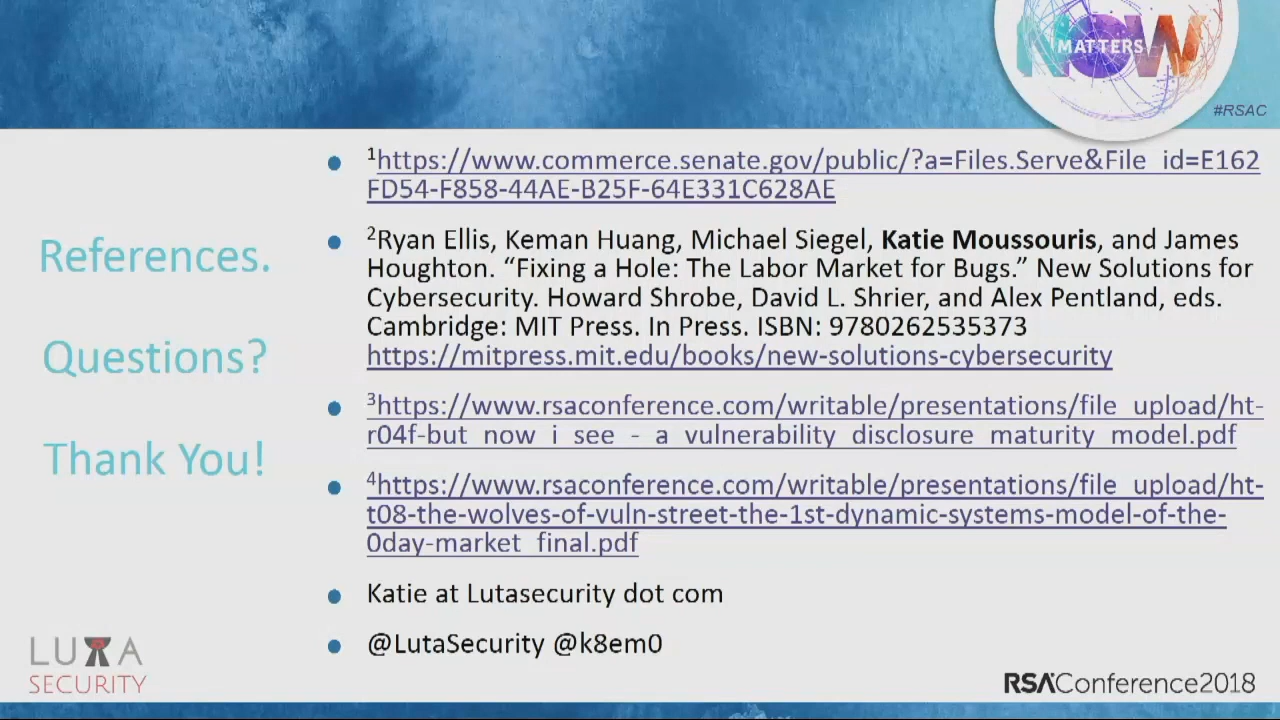 NOW
MATTERS
#RSAC
References.
Questions?
Thank You!
• ¹https://www.commerce.senate.gov/public/?a=Files.Serve&File_id=E162
FD54-F858-44AE-B25F-64E331C628AE
• ²Ryan Ellis, Keman Huang, Michael Siegel, Katie Moussouris, and James
Houghton. “Fixing a Hole: The Labor Market for Bugs.” New Solutions for
Cybersecurity. Howard Shrobe, David L. Shrier, and Alex Pentland, eds.
Cambridge: MIT Press. In Press. ISBN: 9780262535373
https://mitpress.mit.edu/books/new-solutions-cybersecurity
• ³https://www.rsaconference.com/writable/presentations/file_upload/ht-
r04f-but_now_i_see_-_a_vulnerability_disclosure_maturity_model.pdf
• ⁴https://www.rsaconference.com/writable/presentations/file_upload/ht-
t08-the-wolves-of-vuln-street-the-1st-dynamic-systems-model-of-the-
0day-market_final.pdf
• Katie at Lutasecurity dot com
• @LutaSecurity @k8em0
LUTA
SECURITY
RSAConference2018